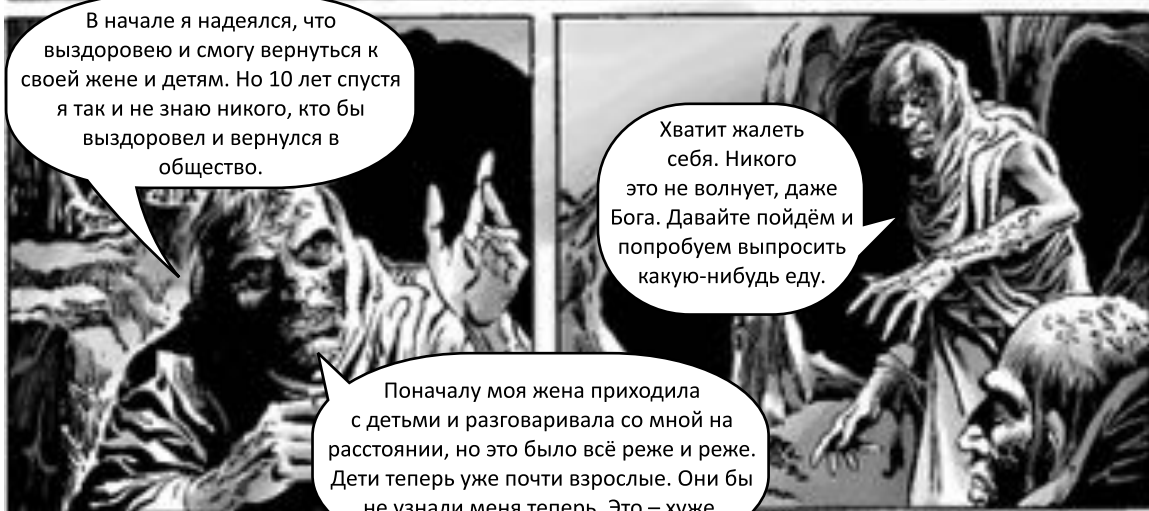 В начале я надеялся, что
выздоровею и смогу вернуться к
своей жене и детям. Но 10 лет спустя
я так и не знаю никого, кто бы
выздоровел и вернулся в
общество.
Поначалу моя жена приходила
с детьми и разговаривала со мной на
расстоянии, но это было всё реже и реже.
Дети теперь уже почти взрослые. Они бы
не узнали меня теперь. Это – хуже
Хватит жалеть
себя. Никого
это не волнует, даже
Бога. Давайте пойдём и
попробуем выпросить
какую-нибудь еду.